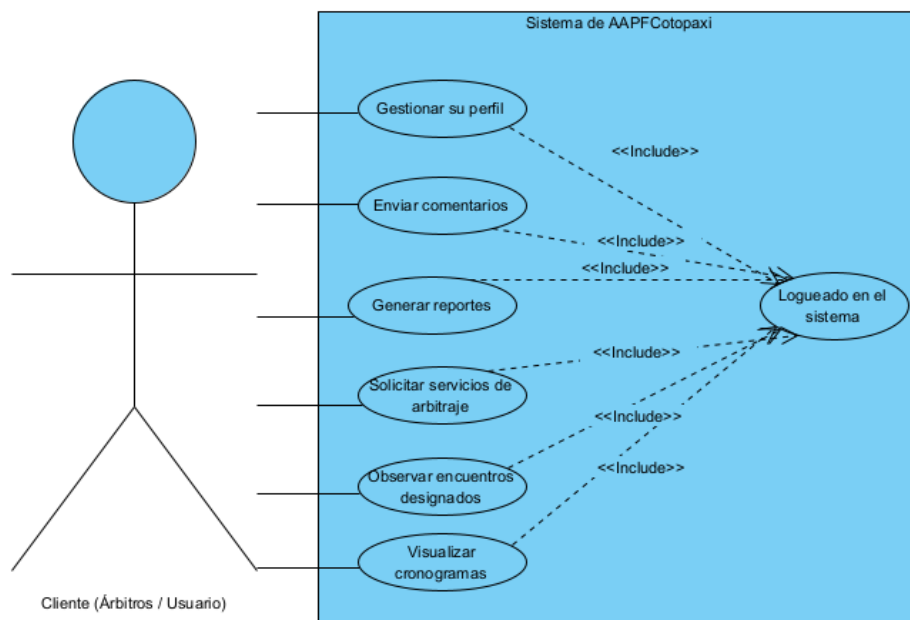 Sistema de AAPFCotopaxi
Gestionar su perfil
<<Include>>
Enviar comentarios
<<Include>>
<<Include>>
Generar reportes
Logueado en el
sistema
<<Include>>
Solicitar servicios de
arbitraje
<<Include>>
Observar encuentros
designados
<<Include>>
Visualizar
cronogramas
Cliente (Árbitros / Usuario)